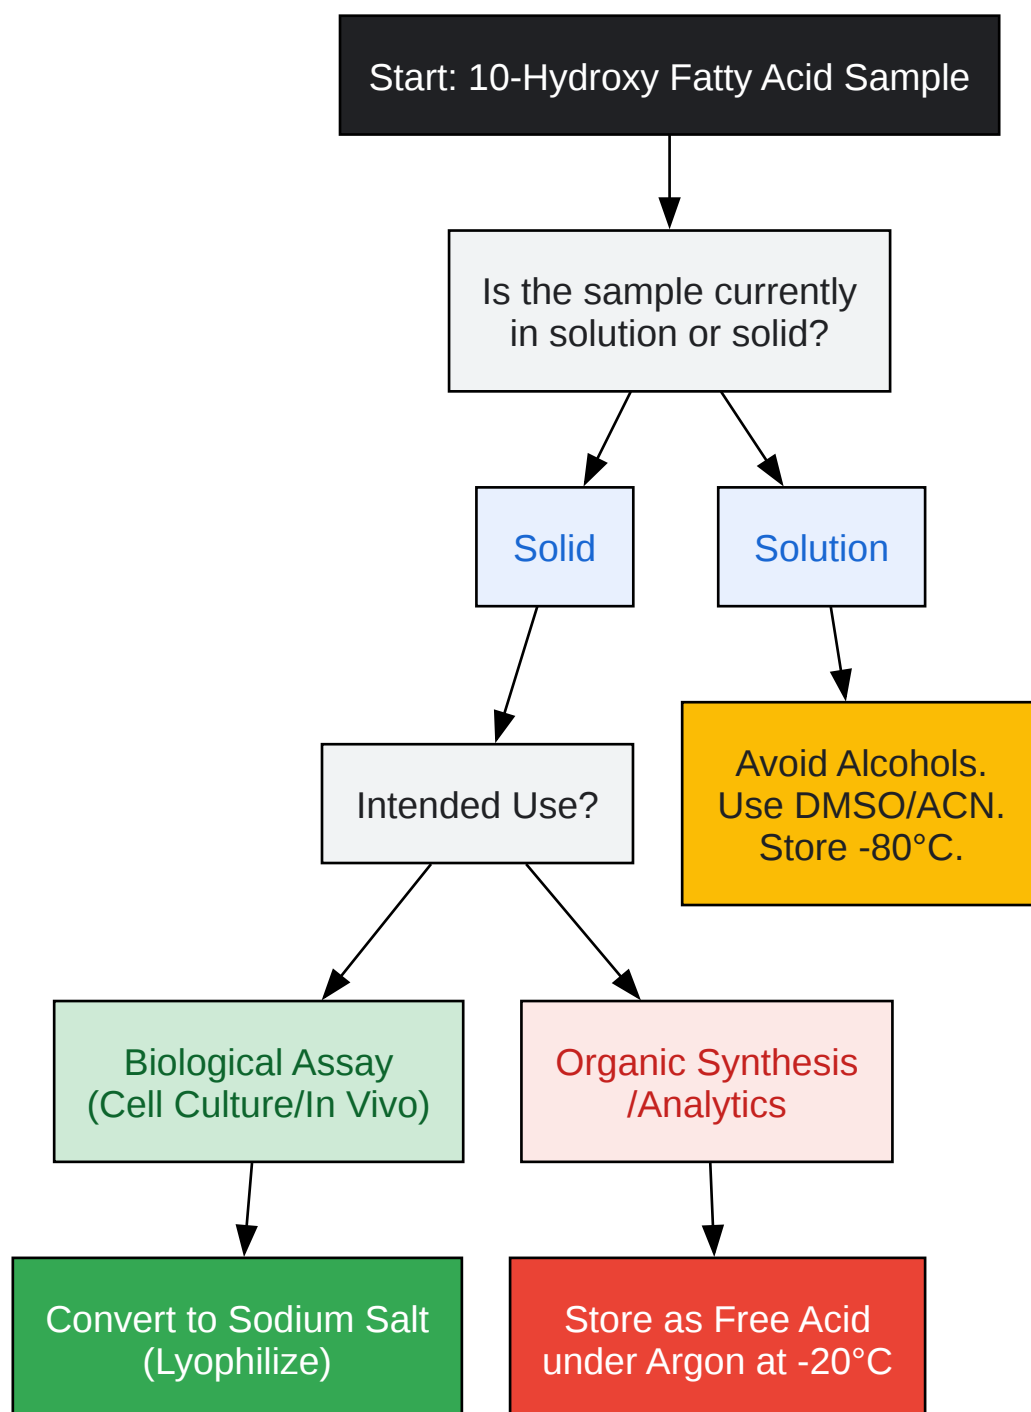 Start: 10-Hydroxy Fatty Acid Sample
Is the sample currently
in solution or solid?
Solid
Solution
Intended Use?
Avoid Alcohols.
Use DMSO/ACN.
Store -80°C.
Biological Assay
(Cell Culture/In Vivo)
Organic Synthesis
/Analytics
Convert to Sodium Salt
(Lyophilize)
Store as Free Acid
under Argon at -20°C